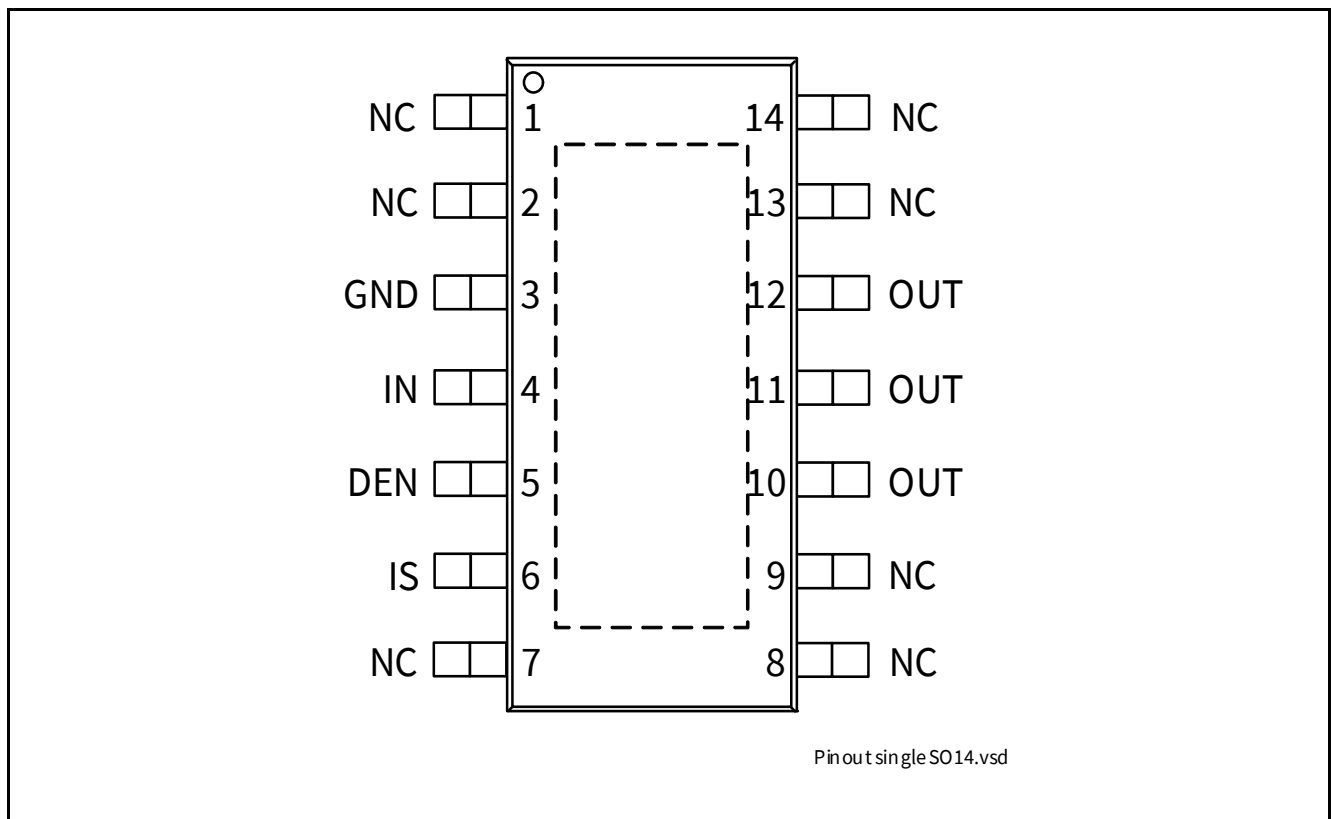 NC 1 14 NC
NC 2 13 NC
GND 3 12 OUT
IN 4 11 OUT
DEN 5 10 OUT
IS 6 9 NC
NC 7 8 NC
Pinout single SO14.vsd